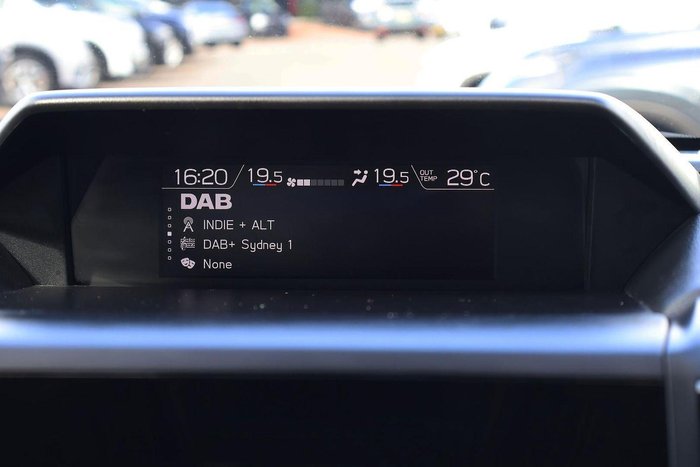 16:20 19.5 19.5 OUT TEMP 29°C
DAB
INDIE + ALT
DAB+ Sydney 1
None